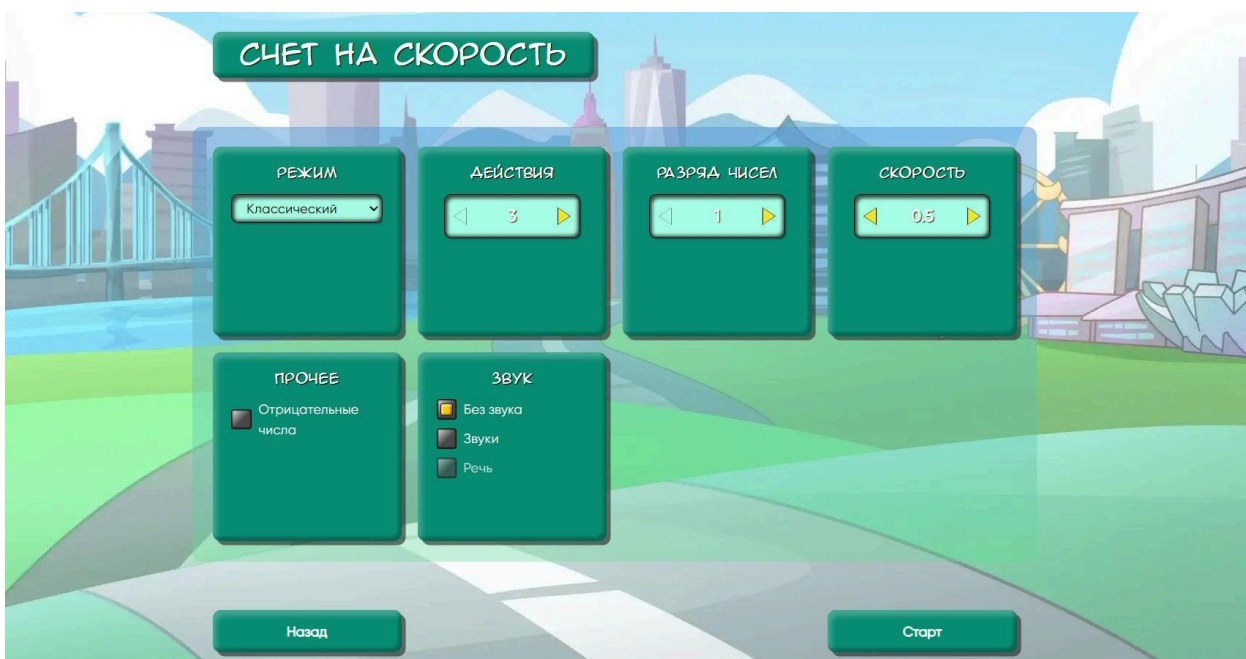 СЧЕТ НА СКОРОСТЬ
РЕЖИМ
Классический
ДЕЙСТВИЯ
3
РАЗРЯД ЧИСЕЛ
1
СКОРОСТЬ
0.5
ПРОЧЕЕ
Отрицательные
числа
ЗВУК
Без звука
Звуки
Речь
Назад
Старт